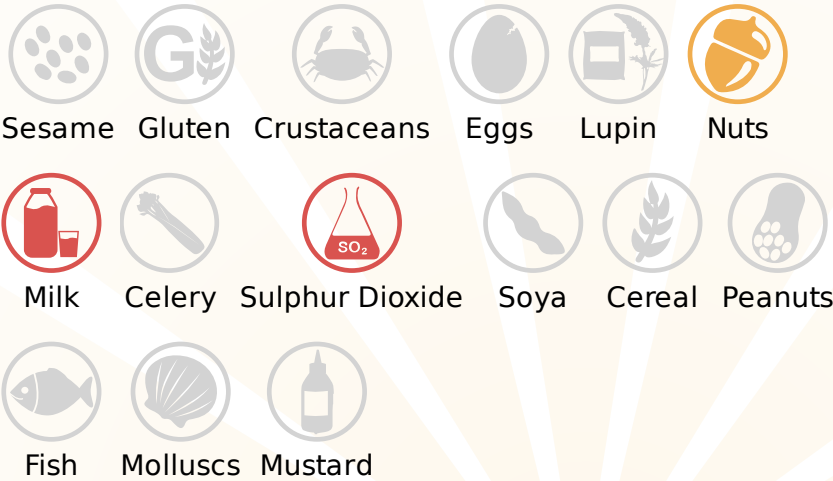 G
Sesame Gluten Crustaceans Eggs Lupin Nuts
SO₂
Milk Celery Sulphur Dioxide Soya Cereal Peanuts
Fish Molluscs Mustard